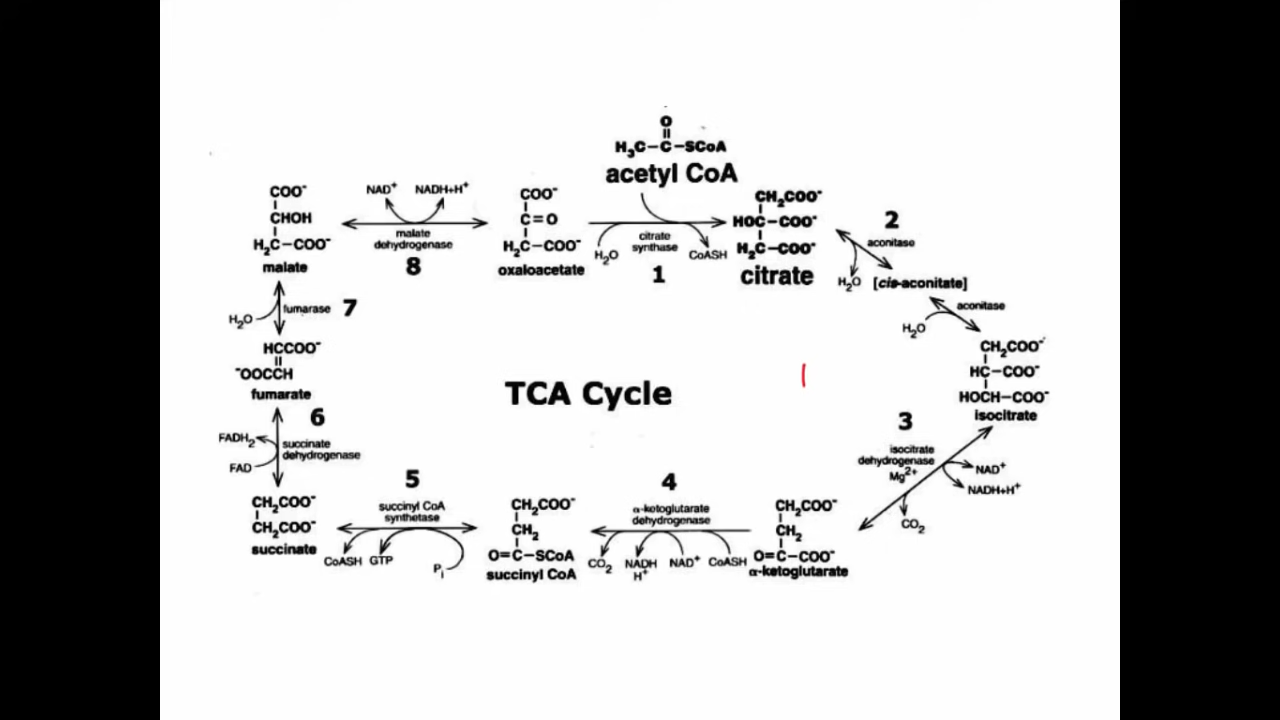 O
||
H₃C–C–SCoA
acetyl CoA
COO⁻
CHOH
H₂C–COO⁻
malate
NAD⁺ NADH+H⁺
malate
dehydrogenase
8
COO⁻
C=O
H₂C–COO⁻
oxaloacetate
citrate
synthase
H₂O CoASH
1
CH₂COO⁻
HOC–COO⁻
H₂C–COO⁻
citrate
2
aconitase
H₂O [cis-aconitate]
aconitase
H₂O
CH₂COO⁻
HC–COO⁻
HOCH–COO⁻
isocitrate
3
isocitrate
dehydrogenase
Mg²⁺
NAD⁺
NADH+H⁺
CO₂
CH₂COO⁻
CH₂
O=C–COO⁻
α-ketoglutarate
4
α-ketoglutarate
dehydrogenase
CO₂ NADH NAD⁺ CoASH
H⁺
CH₂COO⁻
CH₂
O=C–SCoA
succinyl CoA
5
succinyl CoA
synthetase
CoASH GTP Pᵢ
CH₂COO⁻
CH₂COO⁻
succinate
6
FADH₂ succinate
dehydrogenase
FAD
HCCOO⁻
||
⁻OOCCH
fumarate
7
fumarase
H₂O
TCA Cycle